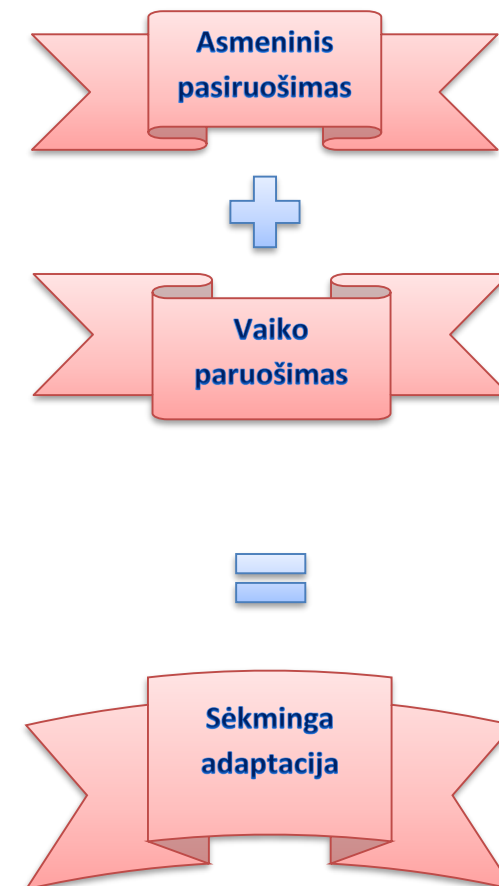 Asmeninis
pasiruošimas
Vaiko
paruošimas
Sėkminga
adaptacija